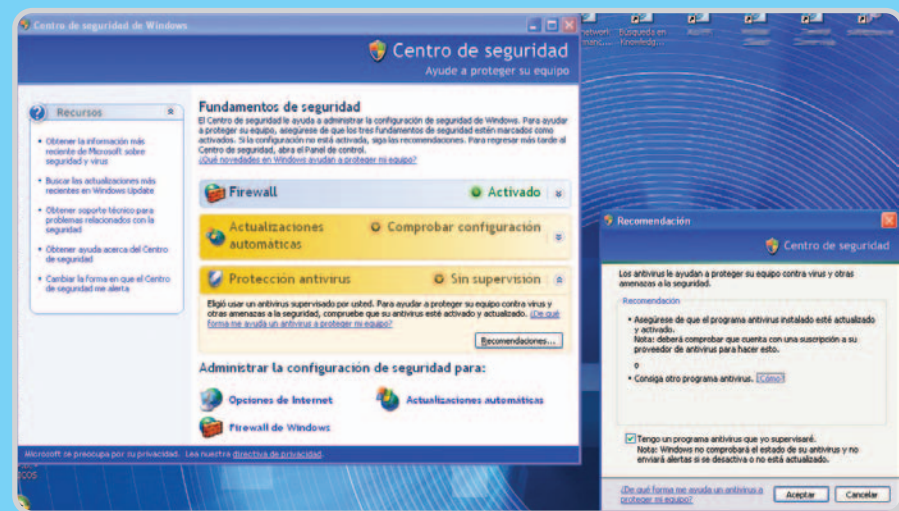 Centro de seguridad de Windows
Centro de seguridad
Ayude a proteger su equipo
Recursos
• Obtener la información más
reciente de Microsoft sobre
seguridad y virus
• Buscar las actualizaciones más
recientes en Windows Update
• Obtener soporte técnico para
problemas relacionados con la
seguridad
• Obtener ayuda acerca del Centro
de seguridad
• Cambiar la forma en que el Centro
de seguridad me alerta
Fundamentos de seguridad
El Centro de seguridad le ayuda a administrar la configuración de seguridad de Windows. Para ayudar
a proteger su equipo, asegúrese de que los tres fundamentos de seguridad estén marcados como
activados. Si la configuración no está activada, siga las recomendaciones. Para regresar más tarde al
Centro de seguridad, abra el Panel de control.
¿Qué novedades en Windows ayudan a proteger mi equipo?
Firewall
Activado
Actualizaciones
automáticas
Comprobar configuración
Protección antivirus
Sin supervisión
Eligió usar un antivirus supervisado por usted. Para ayudar a proteger su equipo contra virus y
otras amenazas a la seguridad, compruebe que su antivirus esté activado y actualizado. ¿De qué
forma me ayuda un antivirus a proteger mi equipo?
Recomendaciones...
Administrar la configuración de seguridad para:
Opciones de Internet
Actualizaciones automáticas
Firewall de Windows
Microsoft se preocupa por su privacidad. Lea nuestra directiva de privacidad.
Búsqueda en
Knowledg...
Recomendación
Centro de seguridad
Los antivirus le ayudan a proteger su equipo contra virus y otras
amenazas a la seguridad.
Recomendación
• Asegúrese de que el programa antivirus instalado esté actualizado
y activado.
Nota: deberá comprobar que cuenta con una suscripción a su
proveedor de antivirus para hacer esto.
o
• Consiga otro programa antivirus. ¿Cómo?
Tengo un programa antivirus que yo supervisaré.
Nota: Windows no comprobará el estado de su antivirus y no
enviará alertas si se desactiva o no está actualizado.
¿De qué forma me ayuda un antivirus a
proteger mi equipo?
Aceptar
Cancelar